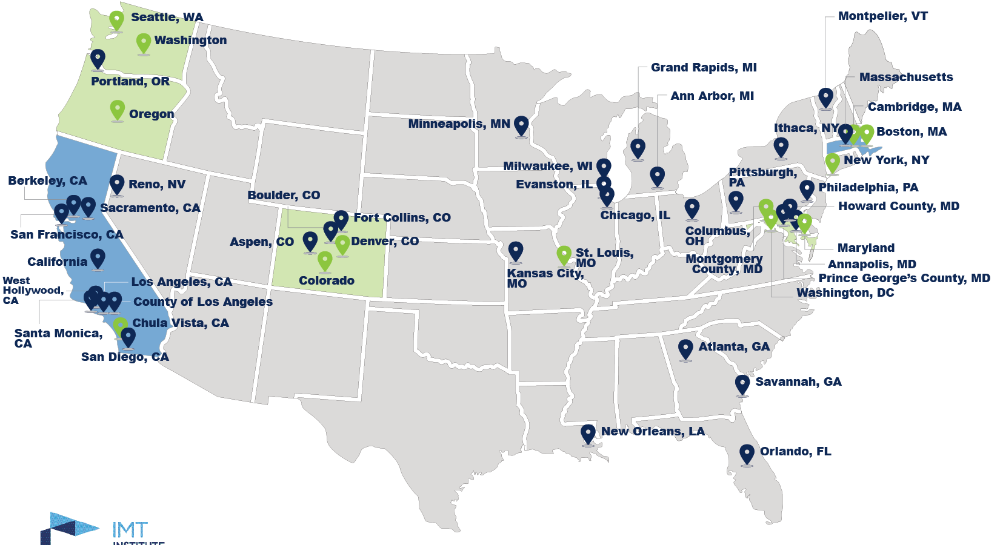 Seattle, WA
Washington
Portland, OR
Oregon
Berkeley, CA
Reno, NV
Sacramento, CA
San Francisco, CA
California
West
Hollywood,
CA
Los Angeles, CA
County of Los Angeles
Santa Monica,
CA
Chula Vista, CA
San Diego, CA
Boulder, CO
Fort Collins, CO
Aspen, CO
Denver, CO
Colorado
Minneapolis, MN
Milwaukee, WI
Evanston, IL
Chicago, IL
Grand Rapids, MI
Ann Arbor, MI
Kansas City,
MO
St. Louis,
MO
Columbus,
OH
Montpelier, VT
Massachusetts
Cambridge, MA
Ithaca, NY
Boston, MA
New York, NY
Pittsburgh,
PA
Philadelphia, PA
Howard County, MD
Montgomery
County, MD
Maryland
Annapolis, MD
Prince George's County, MD
Washington, DC
Atlanta, GA
Savannah, GA
New Orleans, LA
Orlando, FL
IMT
INSTITUTE